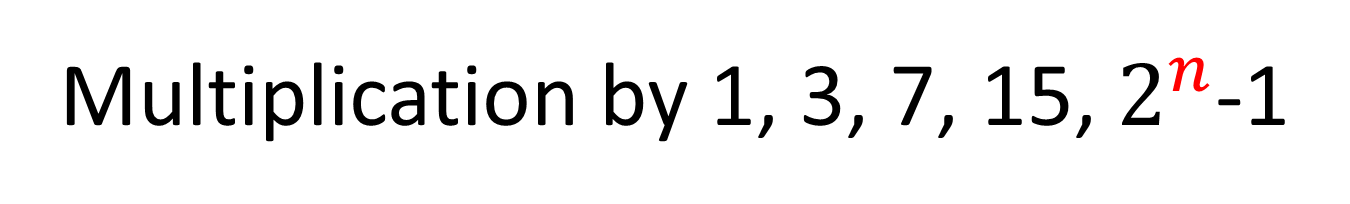 Multiplication by 1, 3, 7, 15, 2ⁿ-1